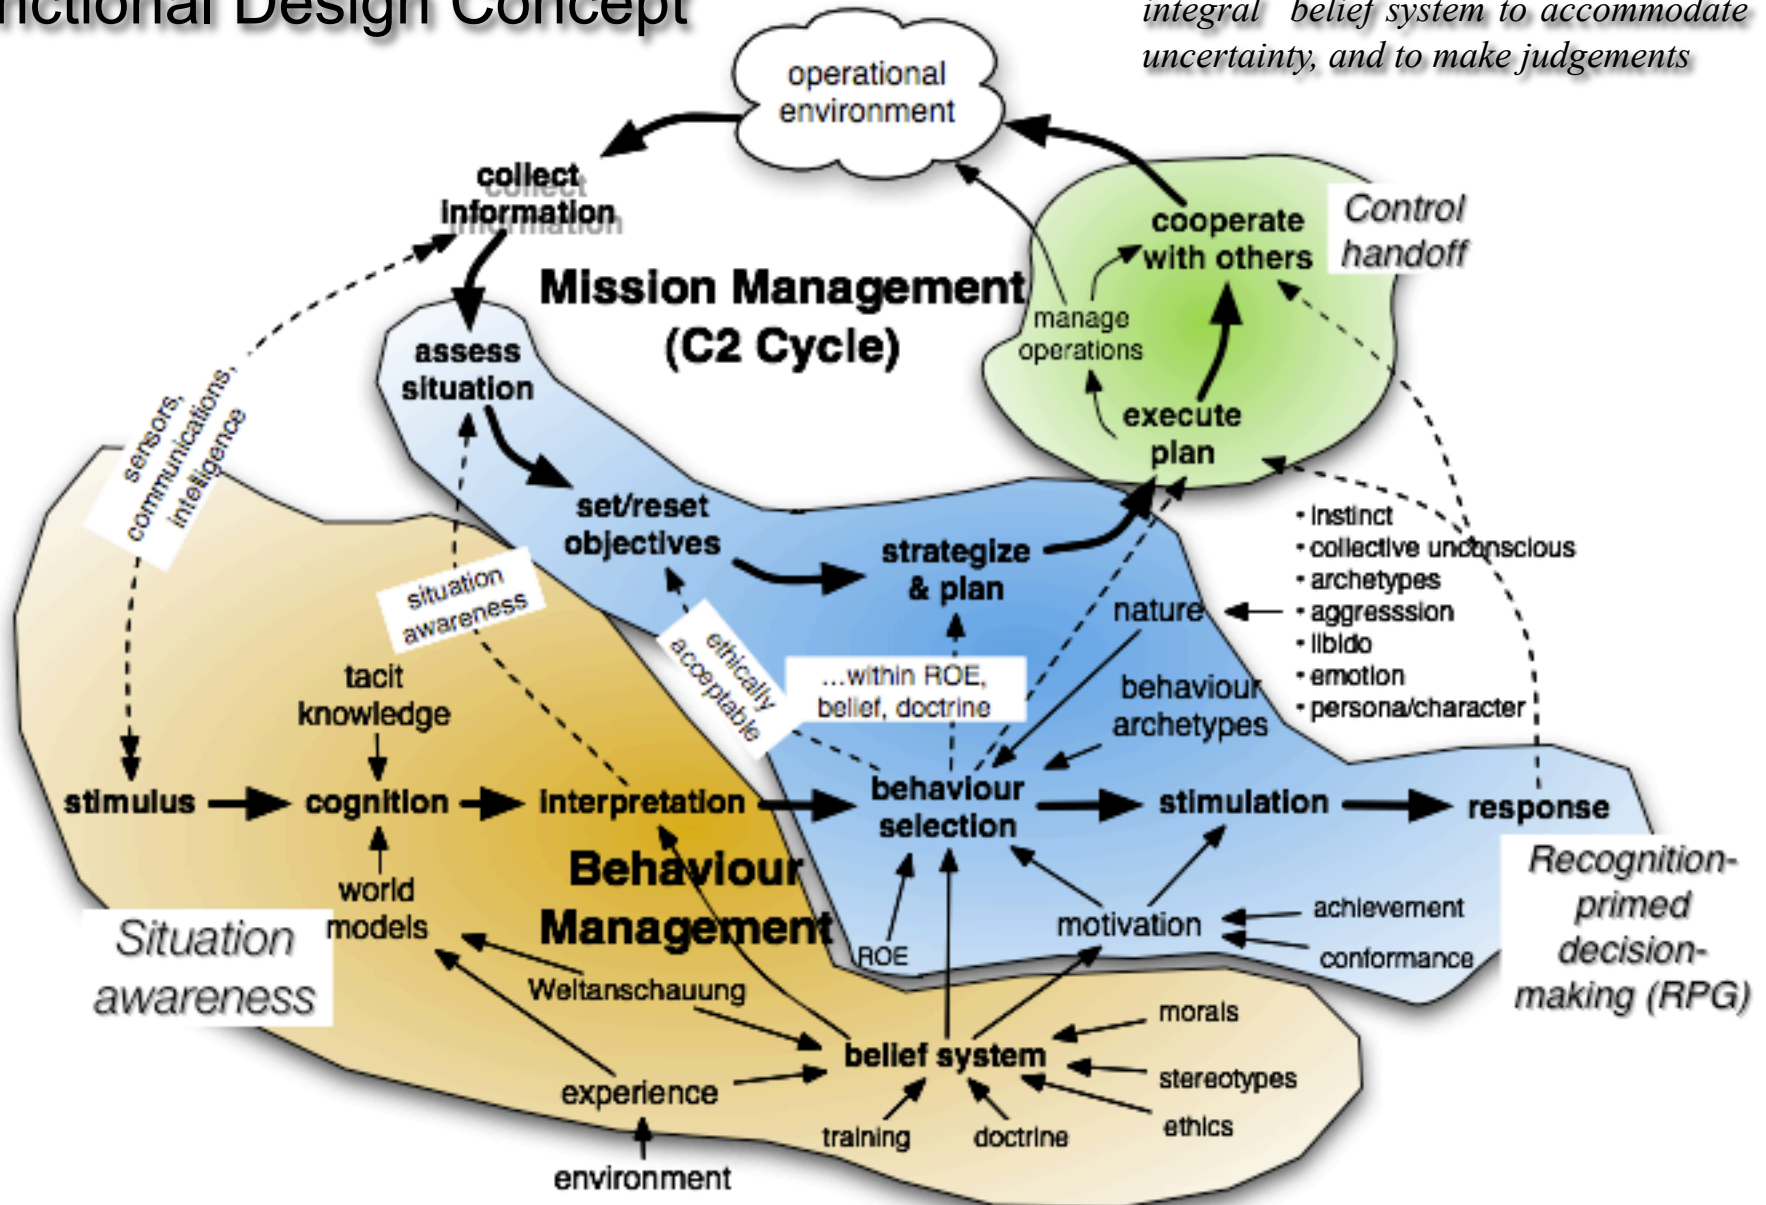 nctional Design Concept
integral belief system to accommodate
uncertainty, and to make judgements
operational
environment
collect
information
Mission Management
(C2 Cycle)
cooperate
with others
Control
handoff
manage
operations
execute
plan
assess
situation
sensors,
communications,
intelligence
set/reset
objectives
strategize
& plan
situation
awareness
ethically
acceptable
...within ROE,
belief, doctrine
nature
behaviour
archetypes
• instinct
• collective unconscious
• archetypes
• aggresssion
• libido
• emotion
• persona/character
tacit
knowledge
stimulus
cognition
interpretation
behaviour
selection
stimulation
response
Behaviour
Management
world
models
Situation
awareness
Recognition-
primed
decision-
making (RPG)
ROE
motivation
achievement
conformance
Weltanschauung
belief system
morals
stereotypes
ethics
experience
training
doctrine
environment